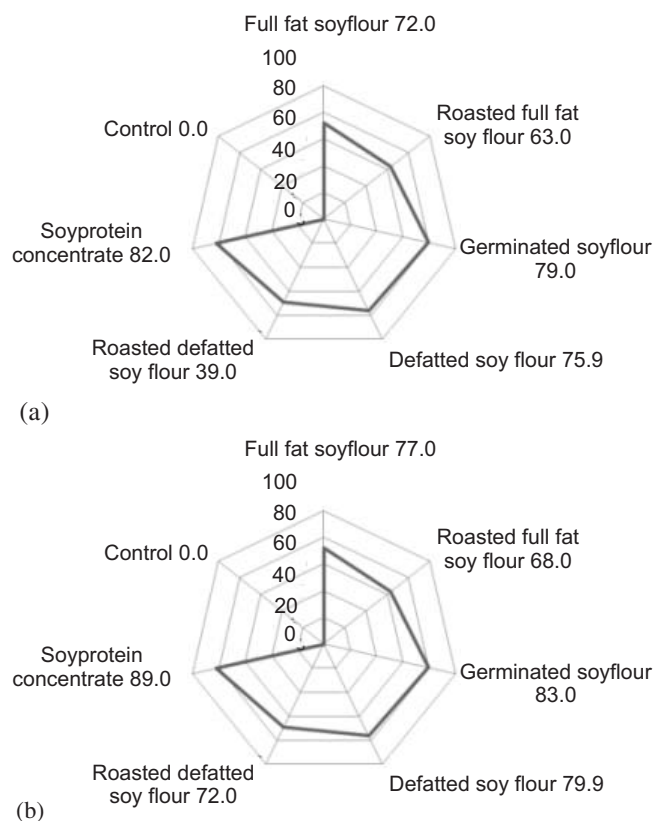 Full fat soyflour 72.0
100
80
60
40
20
0
Roasted full fat
soy flour 63.0
Control 0.0
Germinated soyflour
79.0
Soyprotein
concentrate 82.0
Defatted soy flour 75.9
Roasted defatted
soy flour 39.0
(a)
Full fat soyflour 77.0
100
80
60
40
20
0
Roasted full fat
soy flour 68.0
Control 0.0
Germinated soyflour
83.0
Soyprotein
concentrate 89.0
Defatted soy flour 79.9
Roasted defatted
soy flour 72.0
(b)